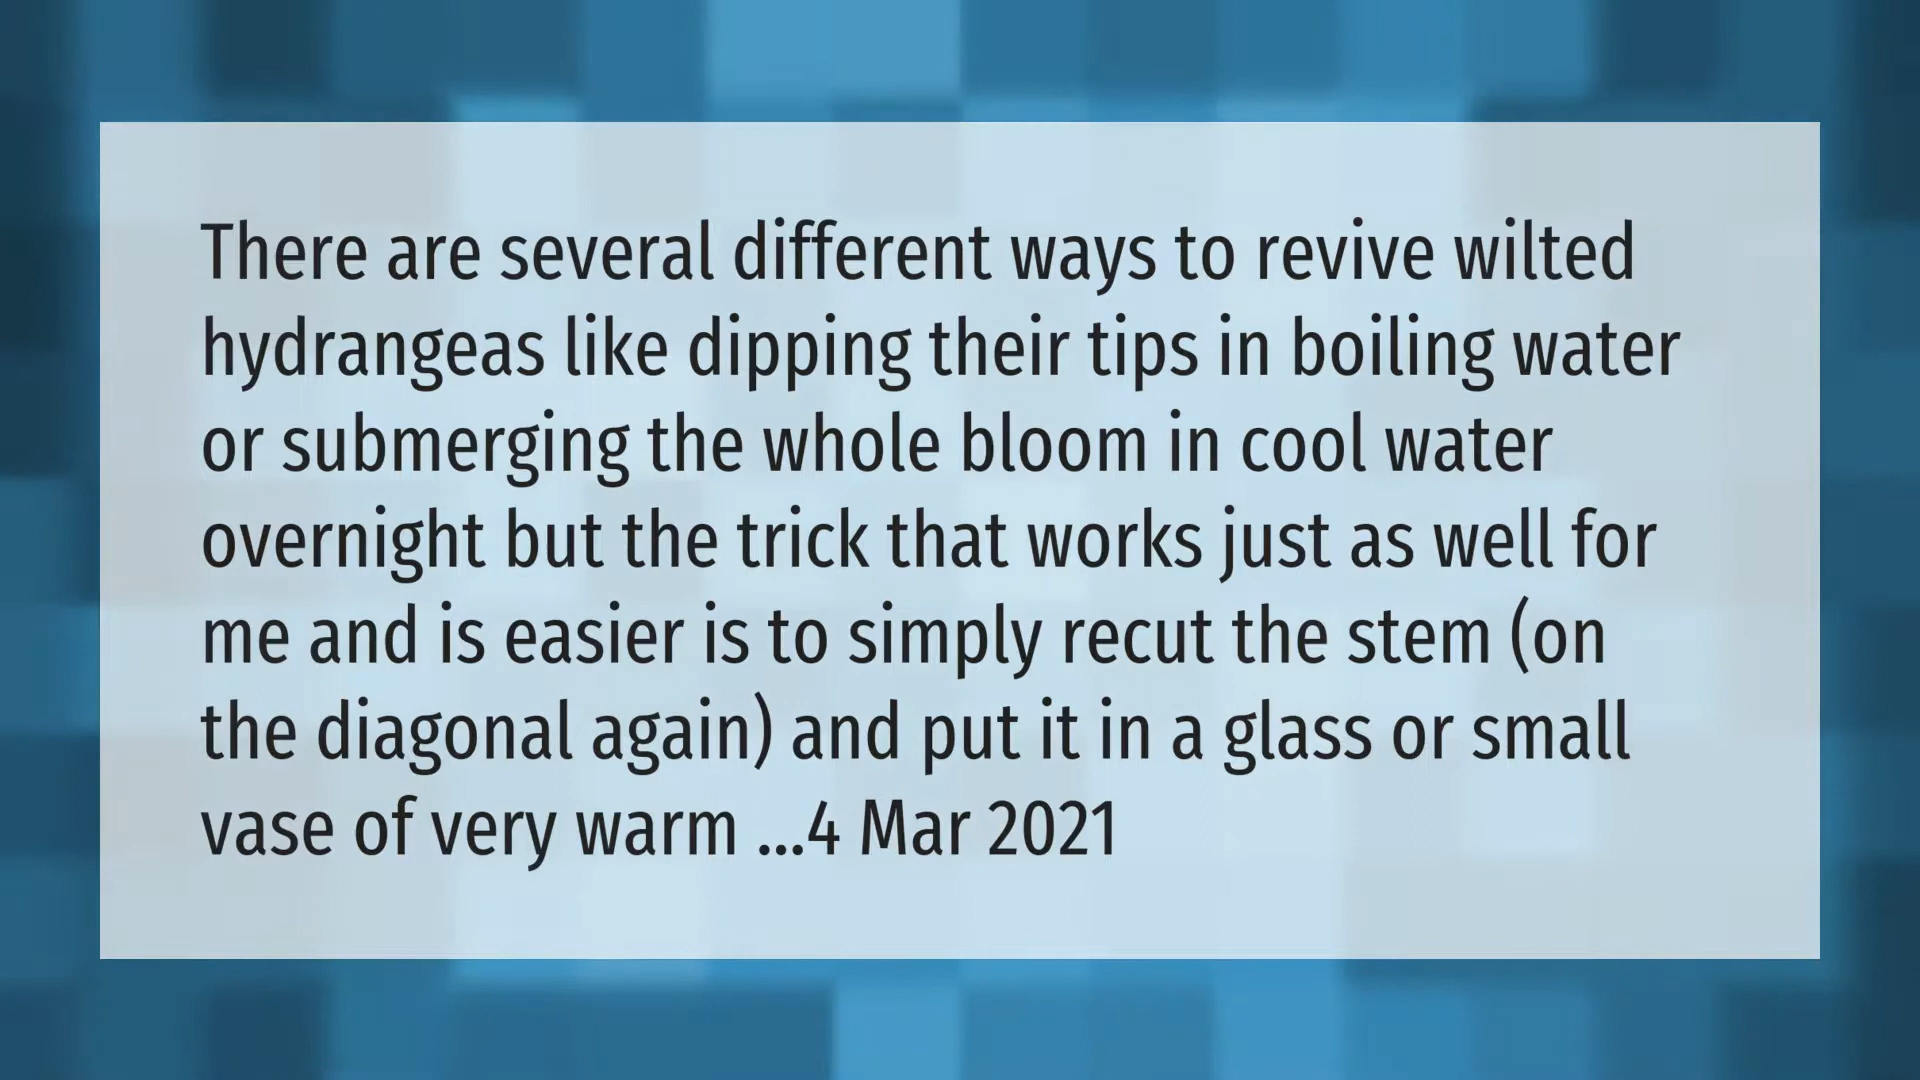 There are several different ways to revive wilted
hydrangeas like dipping their tips in boiling water
or submerging the whole bloom in cool water
overnight but the trick that works just as well for
me and is easier is to simply recut the stem (on
the diagonal again) and put it in a glass or small
vase of very warm ...4 Mar 2021